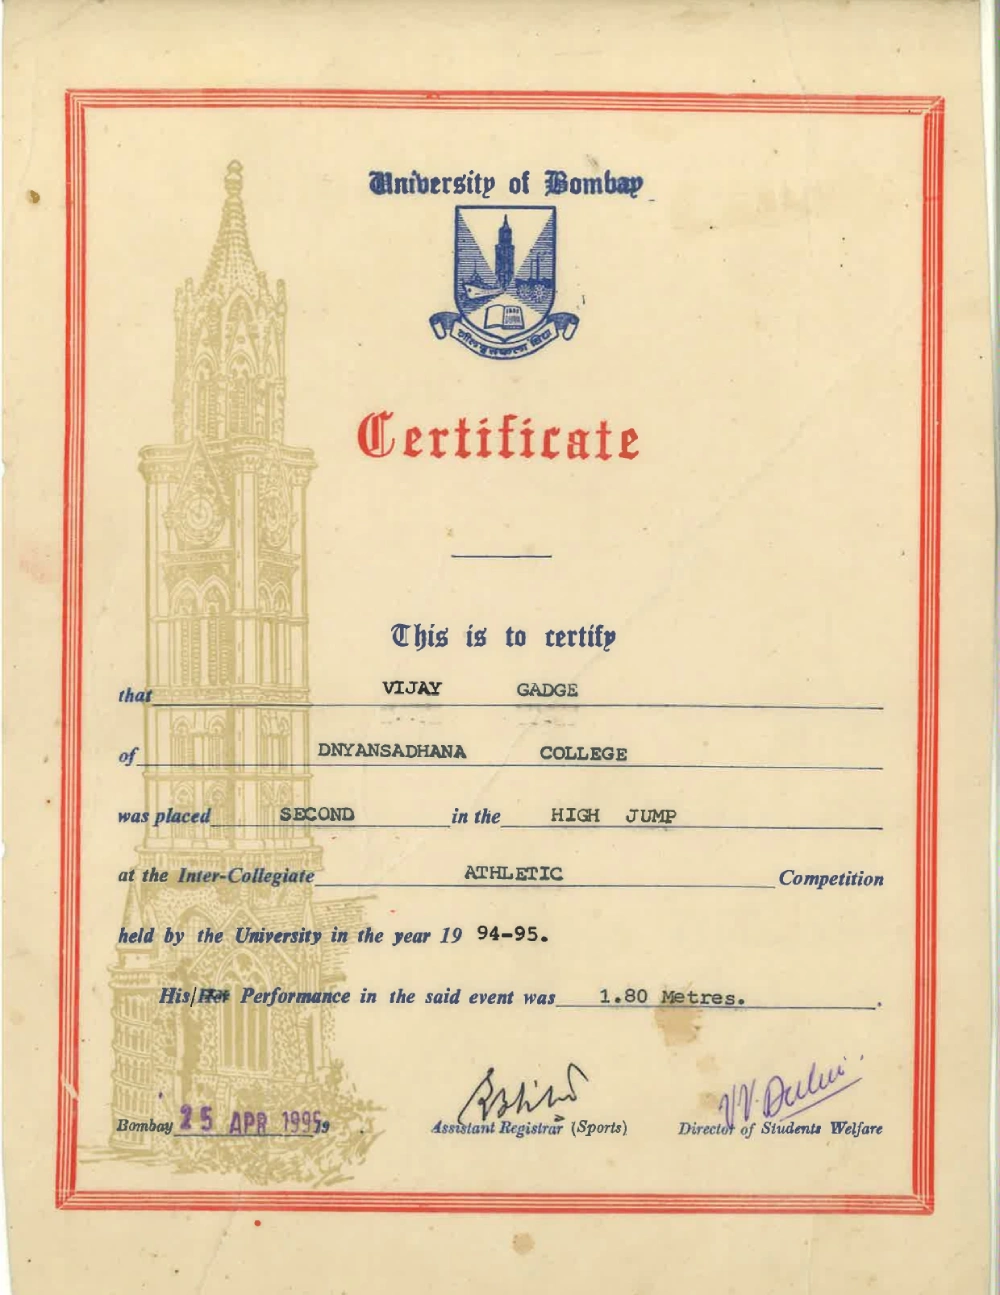 University of Bombay
Certificate
This is to certify
that VIJAY GADGE
of DNYANSADHANA COLLEGE
was placed SECOND in the HIGH JUMP
at the Inter-Collegiate ATHLETIC Competition
held by the University in the year 19 94-95.
His/Her Performance in the said event was 1.80 Metres.
Bombay 25 APR 1995
Assistant Registrar (Sports)
Director of Students Welfare